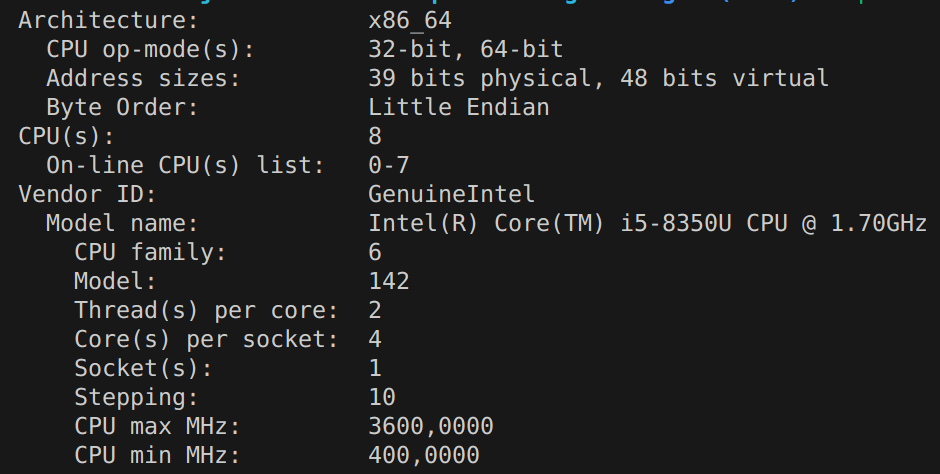 Architecture: x86_64
CPU op-mode(s): 32-bit, 64-bit
Address sizes: 39 bits physical, 48 bits virtual
Byte Order: Little Endian
CPU(s): 8
On-line CPU(s) list: 0-7
Vendor ID: GenuineIntel
Model name: Intel(R) Core(TM) i5-8350U CPU @ 1.70GHz
CPU family: 6
Model: 142
Thread(s) per core: 2
Core(s) per socket: 4
Socket(s): 1
Stepping: 10
CPU max MHz: 3600,0000
CPU min MHz: 400,0000